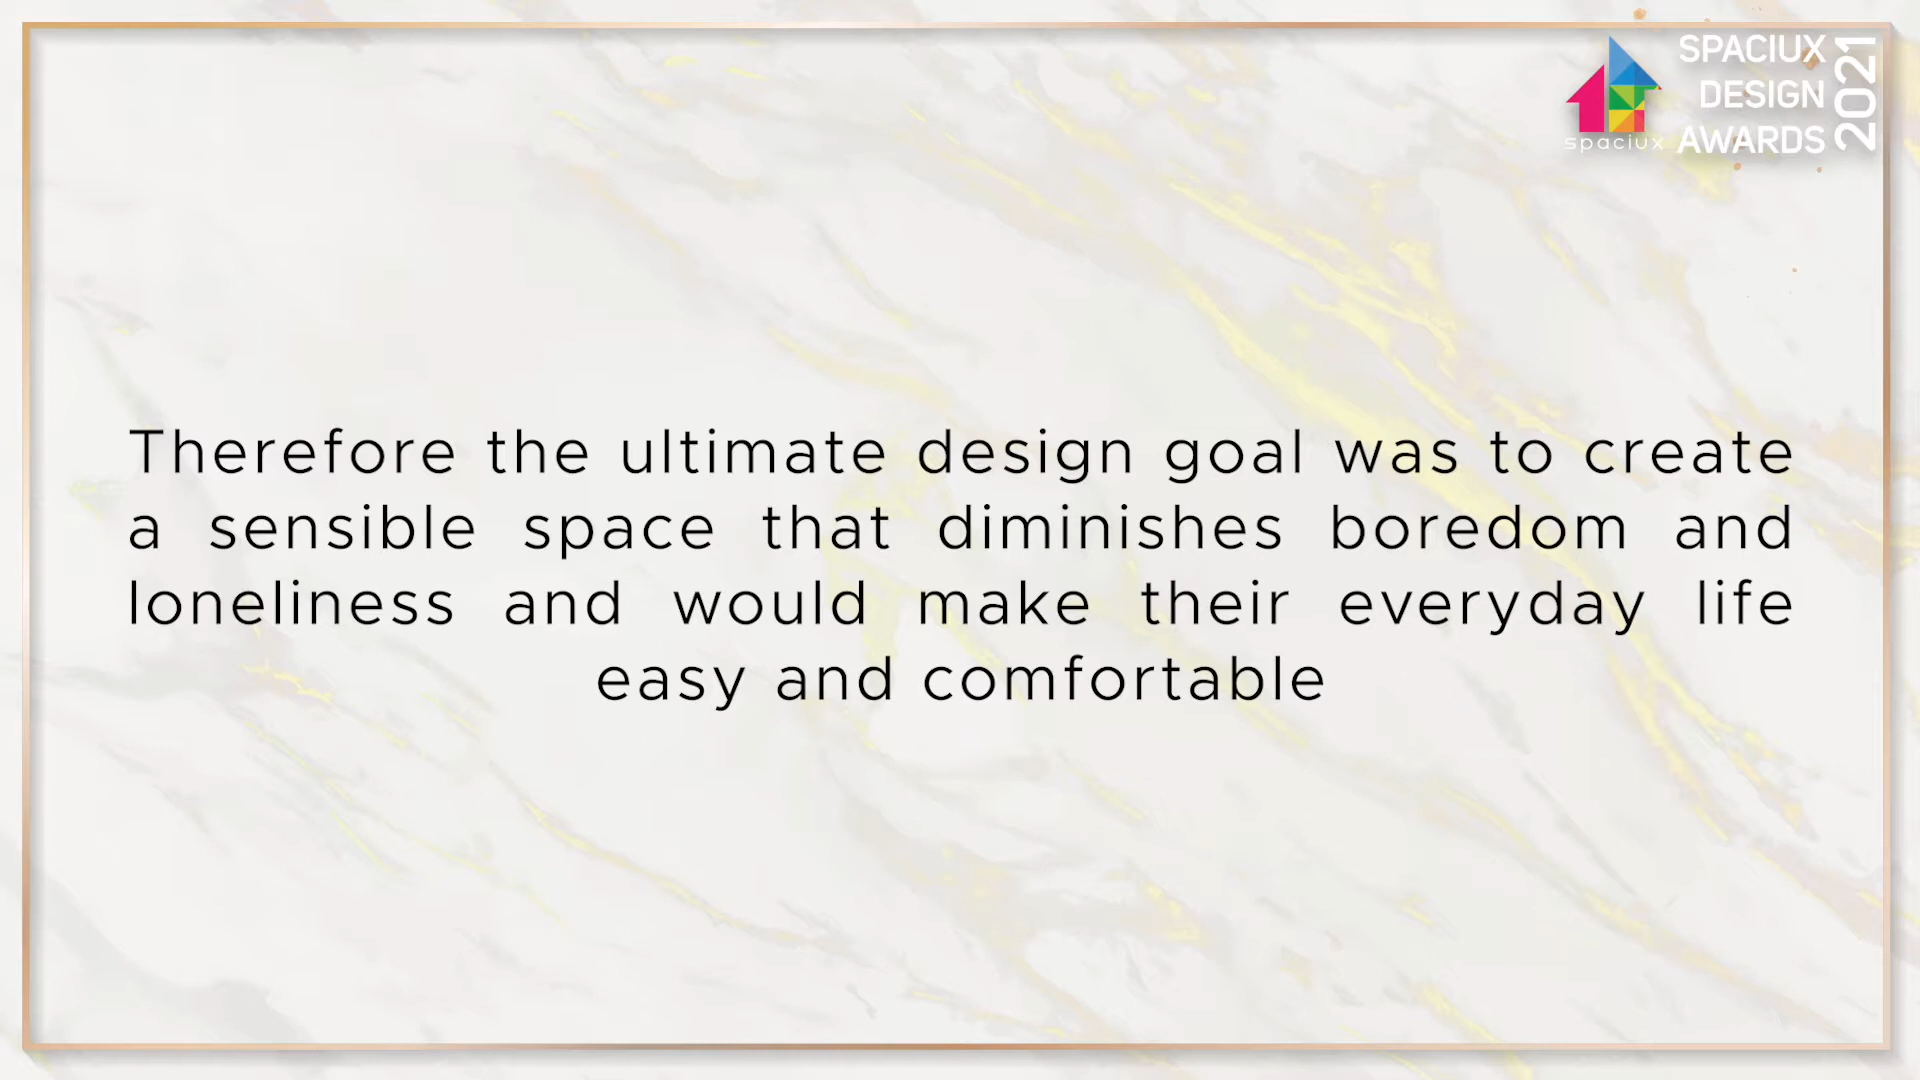 SPACIUX
DESIGN
AWARDS
2021
spaciux
Therefore the ultimate design goal was to create
a sensible space that diminishes boredom and
loneliness and would make their everyday life
easy and comfortable